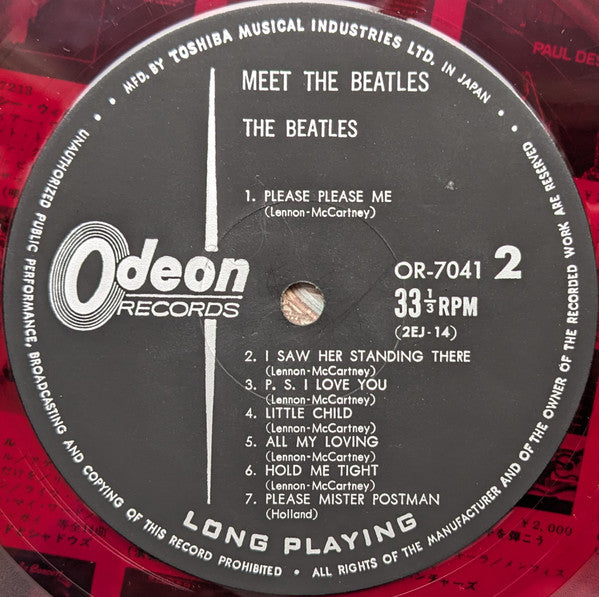 MFD. BY TOSHIBA MUSICAL INDUSTRIES LTD. IN JAPAN
MEET THE BEATLES
THE BEATLES
1. PLEASE PLEASE ME
(Lennon-McCartney)
Odeon
RECORDS
OR-7041 2
33 1/3 RPM
(2EJ-14)
2. I SAW HER STANDING THERE
(Lennon-McCartney)
3. P. S. I LOVE YOU
(Lennon-McCartney)
4. LITTLE CHILD
(Lennon-McCartney)
5. ALL MY LOVING
(Lennon-McCartney)
6. HOLD ME TIGHT
(Lennon-McCartney)
7. PLEASE MISTER POSTMAN
(Holland)
LONG PLAYING
UNAUTHORIZED PUBLIC PERFORMANCE, BROADCASTING AND COPYING OF THIS RECORD PROHIBITED • ALL RIGHTS OF THE MANUFACTURER AND OF THE OWNER OF THE RECORDED WORK ARE RESERVED
PAUL DES
¥2,000